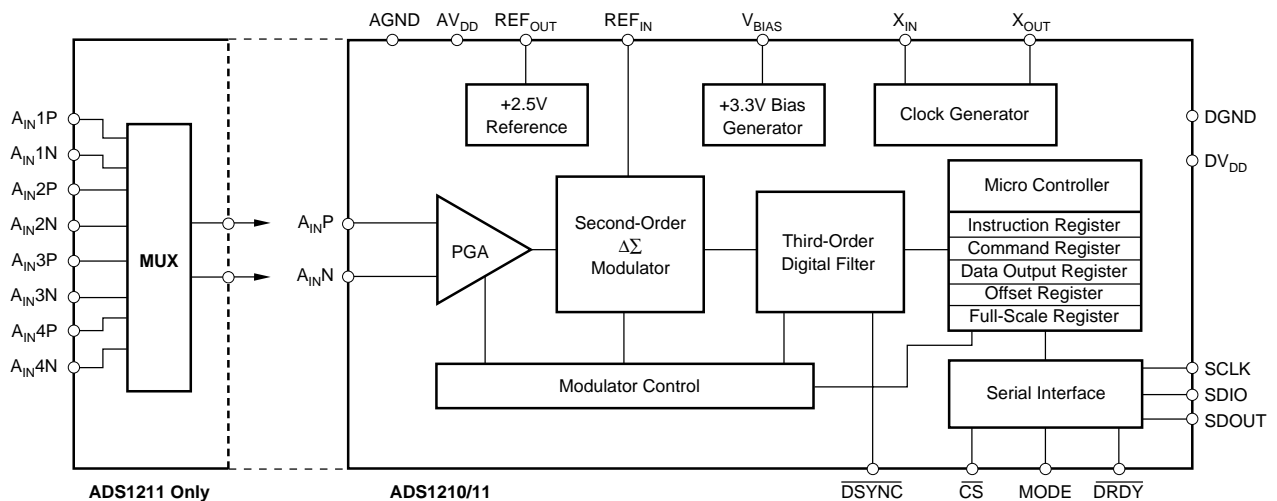 AGND
AVDD
REFOUT
REFIN
VBIAS
XIN
XOUT
+2.5V
Reference
+3.3V Bias
Generator
Clock Generator
DGND
DVDD
AIN1P
AIN1N
AIN2P
AIN2N
AIN3P
AIN3N
AIN4P
AIN4N
MUX
AINP
AINN
PGA
Second-Order
ΔΣ
Modulator
Third-Order
Digital Filter
Micro Controller
Instruction Register
Command Register
Data Output Register
Offset Register
Full-Scale Register
Modulator Control
Serial Interface
SCLK
SDIO
SDOUT
ADS1211 Only
ADS1210/11
DSYNC
CS
MODE
DRDY